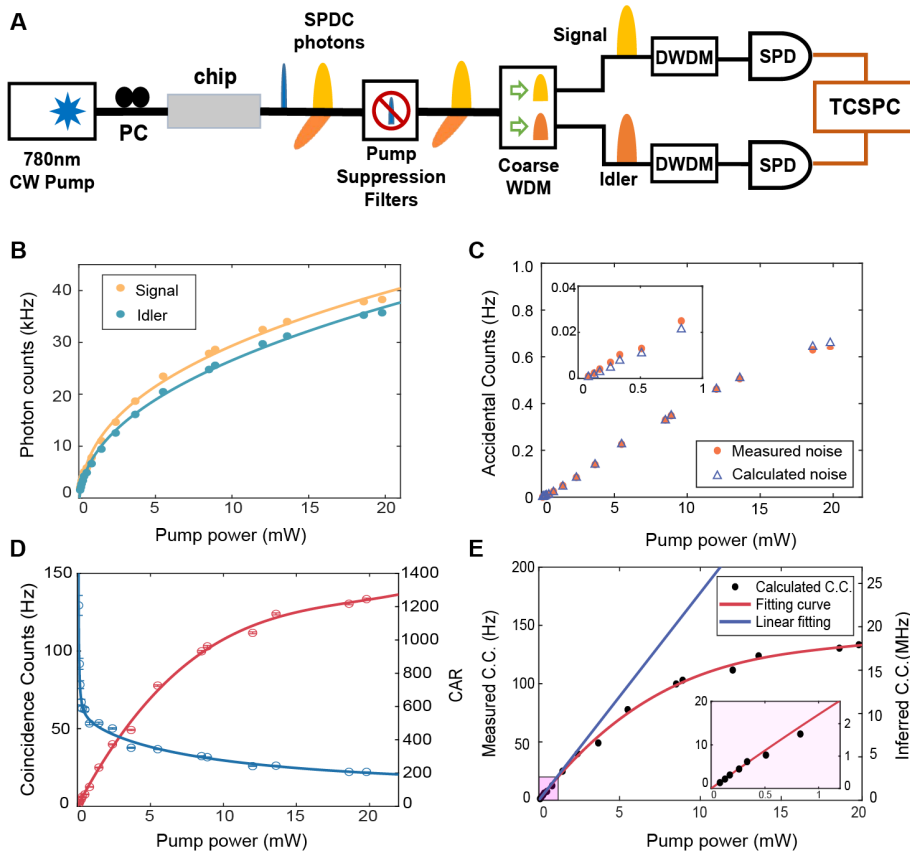 A
SPDC
photons
Signal
chip
DWDM
SPD
TCSPC
PC
780nm
CW Pump
Pump
Suppression
Filters
Coarse
WDM
Idler
DWDM
SPD
B
Photon counts (kHz)
40
30
20
10
0
Signal
Idler
0 5 10 15 20
Pump power (mW)
C
Accidental Counts (Hz)
1.0
0.8
0.6
0.4
0.2
0
0.04
0.02
0
0 0.5 1
Measured noise
Calculated noise
0 5 10 15 20
Pump power (mW)
D
Coincidence Counts (Hz)
150
100
50
0
1400
1200
1000
800
600
400
200
0
CAR
0 5 10 15 20
Pump power (mW)
E
Measured C.C. (Hz)
200
150
100
50
0
Calculated C.C.
Fitting curve
Linear fitting
20
10
0
0 0.5 1
2
1
0
25
20
15
10
5
0
Inferred C.C.(MHz)
0 5 10 15 20
Pump power (mW)